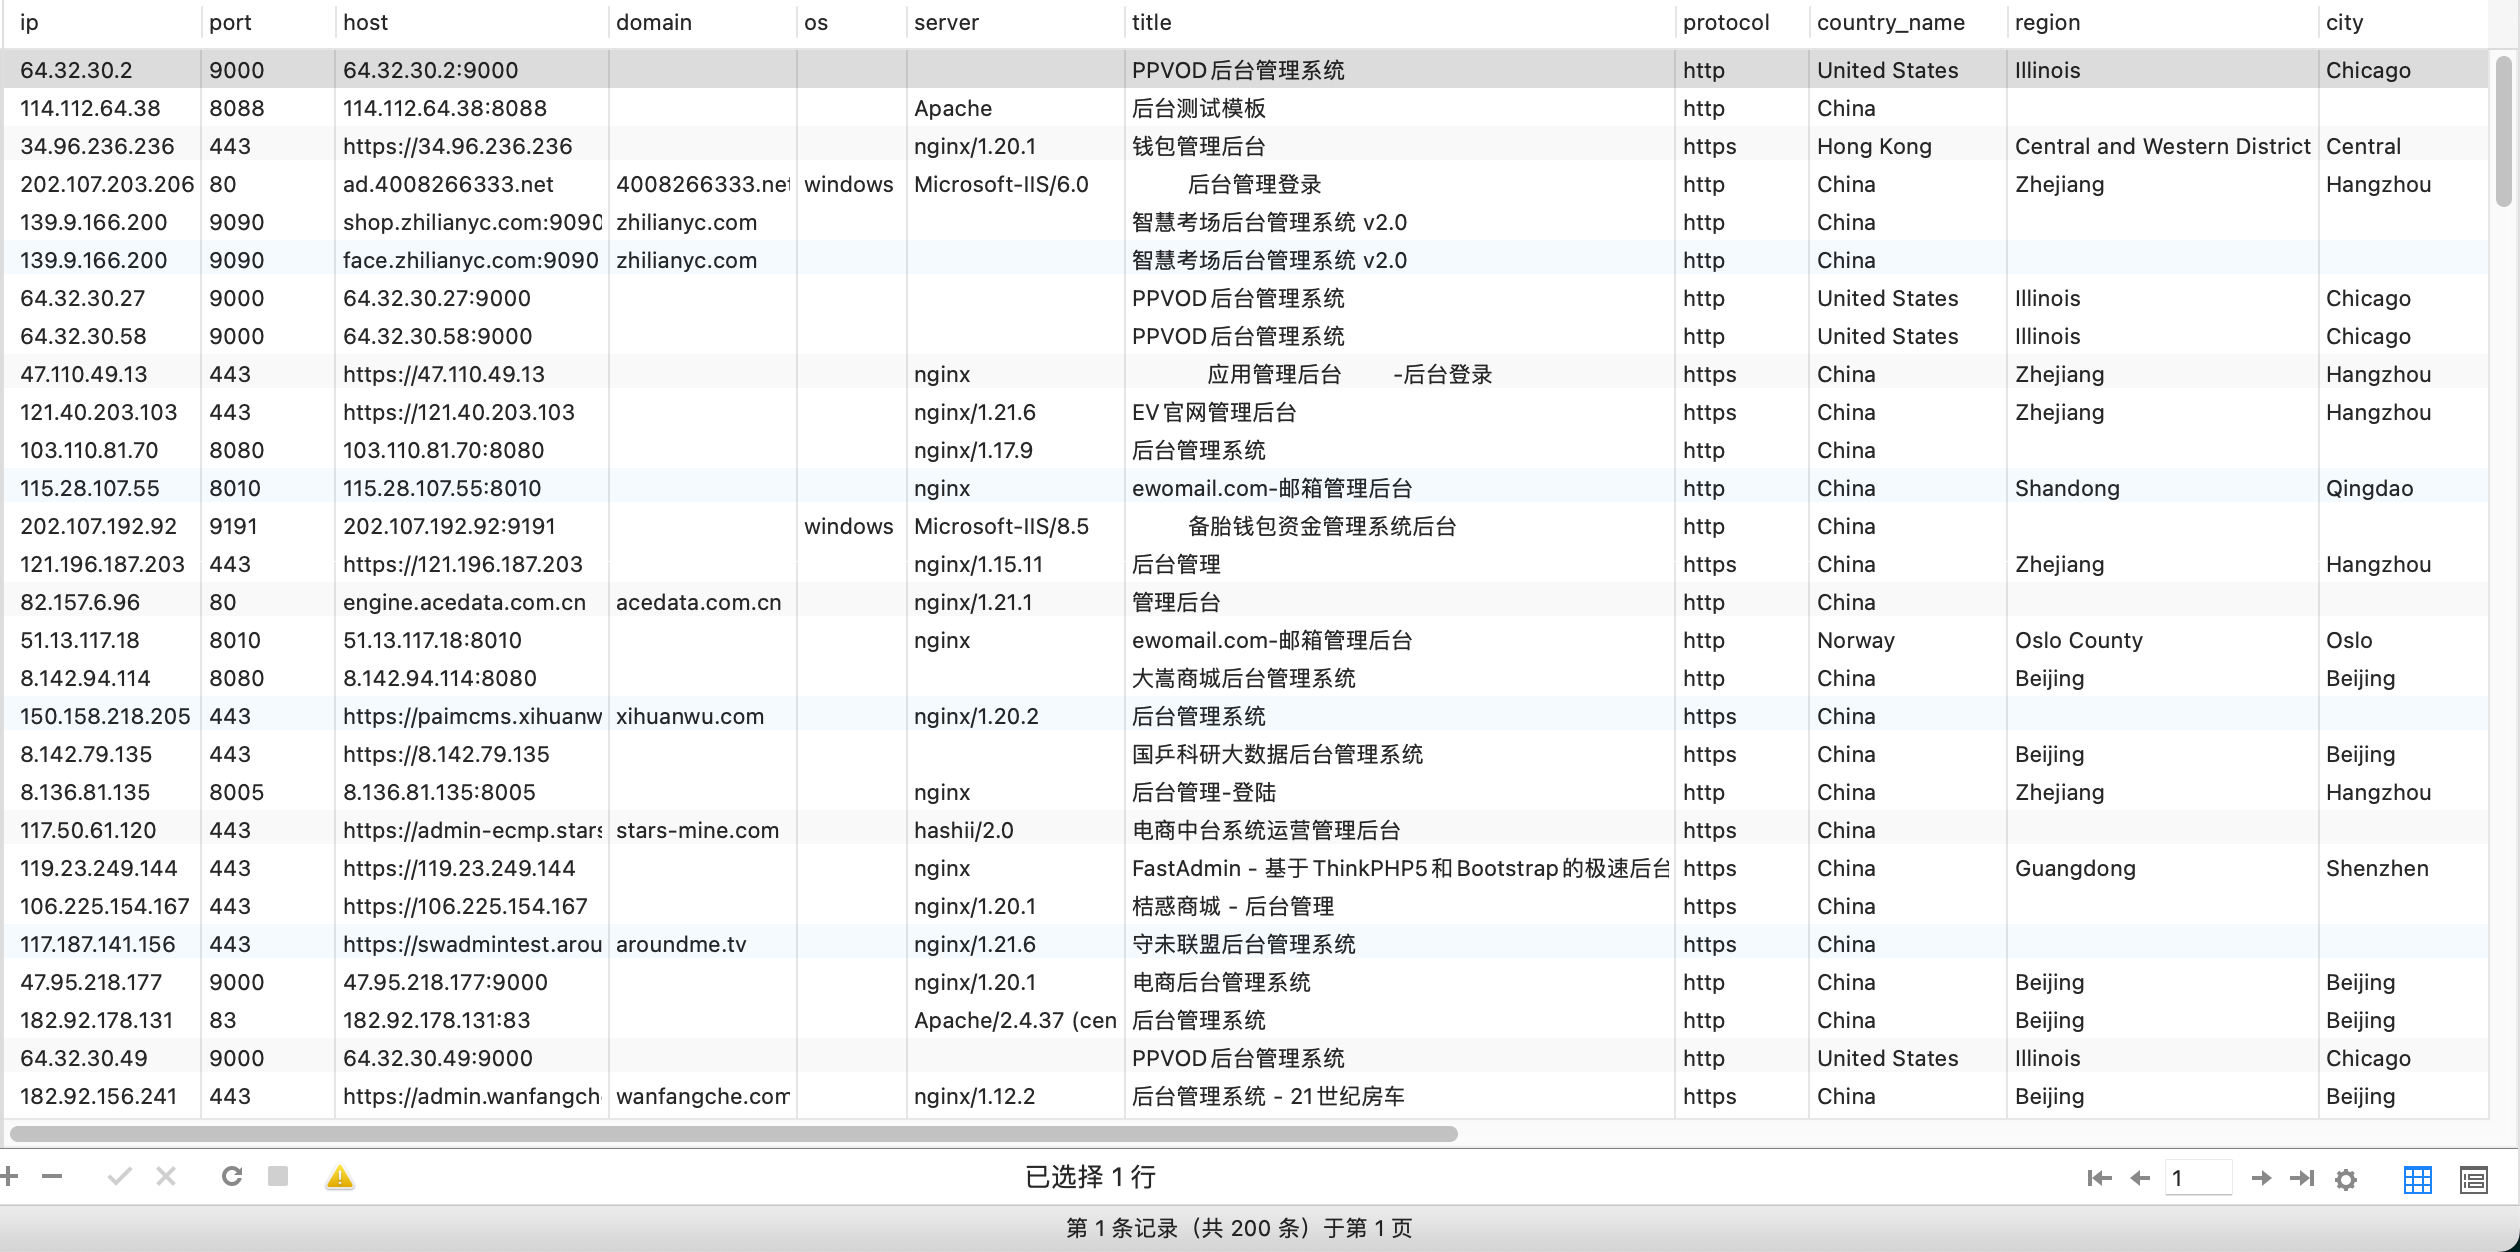 ip port host domain os server title protocol country_name region city
64.32.30.2 9000 64.32.30.2:9000 PPVOD后台管理系统 http United States Illinois Chicago
114.112.64.38 8088 114.112.64.38:8088 Apache 后台测试模板 http China
34.96.236.236 443 https://34.96.236.236 nginx/1.20.1 钱包管理后台 https Hong Kong Central and Western District Central
202.107.203.206 80 ad.4008266333.net 4008266333.net windows Microsoft-IIS/6.0 后台管理登录 http China Zhejiang Hangzhou
139.9.166.200 9090 shop.zhilianyc.com:9090 zhilianyc.com 智慧考场后台管理系统 v2.0 http China
139.9.166.200 9090 face.zhilianyc.com:9090 zhilianyc.com 智慧考场后台管理系统 v2.0 http China
64.32.30.27 9000 64.32.30.27:9000 PPVOD后台管理系统 http United States Illinois Chicago
64.32.30.58 9000 64.32.30.58:9000 PPVOD后台管理系统 http United States Illinois Chicago
47.110.49.13 443 https://47.110.49.13 nginx 应用管理后台 -后台登录 https China Zhejiang Hangzhou
121.40.203.103 443 https://121.40.203.103 nginx/1.21.6 EV官网管理后台 https China Zhejiang Hangzhou
103.110.81.70 8080 103.110.81.70:8080 nginx/1.17.9 后台管理系统 http China
115.28.107.55 8010 115.28.107.55:8010 nginx ewomail.com-邮箱管理后台 http China Shandong Qingdao
202.107.192.92 9191 202.107.192.92:9191 windows Microsoft-IIS/8.5 备胎钱包资金管理系统后台 http China
121.196.187.203 443 https://121.196.187.203 nginx/1.15.11 后台管理 https China Zhejiang Hangzhou
82.157.6.96 80 engine.acedata.com.cn acedata.com.cn nginx/1.21.1 管理后台 http China
51.13.117.18 8010 51.13.117.18:8010 nginx ewomail.com-邮箱管理后台 http Norway Oslo County Oslo
8.142.94.114 8080 8.142.94.114:8080 大嵩商城后台管理系统 http China Beijing Beijing
150.158.218.205 443 https://paimcms.xihuanw xihuanwu.com nginx/1.20.2 后台管理系统 https China
8.142.79.135 443 https://8.142.79.135 国乒科研大数据后台管理系统 https China Beijing Beijing
8.136.81.135 8005 8.136.81.135:8005 nginx 后台管理-登陆 http China Zhejiang Hangzhou
117.50.61.120 443 https://admin-ecmp.stars stars-mine.com hashii/2.0 电商中台系统运营管理后台 https China
119.23.249.144 443 https://119.23.249.144 nginx FastAdmin - 基于ThinkPHP5和Bootstrap的极速后台 https China Guangdong Shenzhen
106.225.154.167 443 https://106.225.154.167 nginx/1.20.1 桔惑商城 - 后台管理 https China
117.187.141.156 443 https://swadmintest.arou aroundme.tv nginx/1.21.6 守未联盟后台管理系统 https China
47.95.218.177 9000 47.95.218.177:9000 nginx/1.20.1 电商后台管理系统 http China Beijing Beijing
182.92.178.131 83 182.92.178.131:83 Apache/2.4.37 (cen 后台管理系统 http China Beijing Beijing
64.32.30.49 9000 64.32.30.49:9000 PPVOD后台管理系统 http United States Illinois Chicago
182.92.156.241 443 https://admin.wanfangch wanfangche.com nginx/1.12.2 后台管理系统 - 21世纪房车 https China Beijing Beijing
已选择 1 行 1
第 1 条记录（共 200 条）于第 1 页